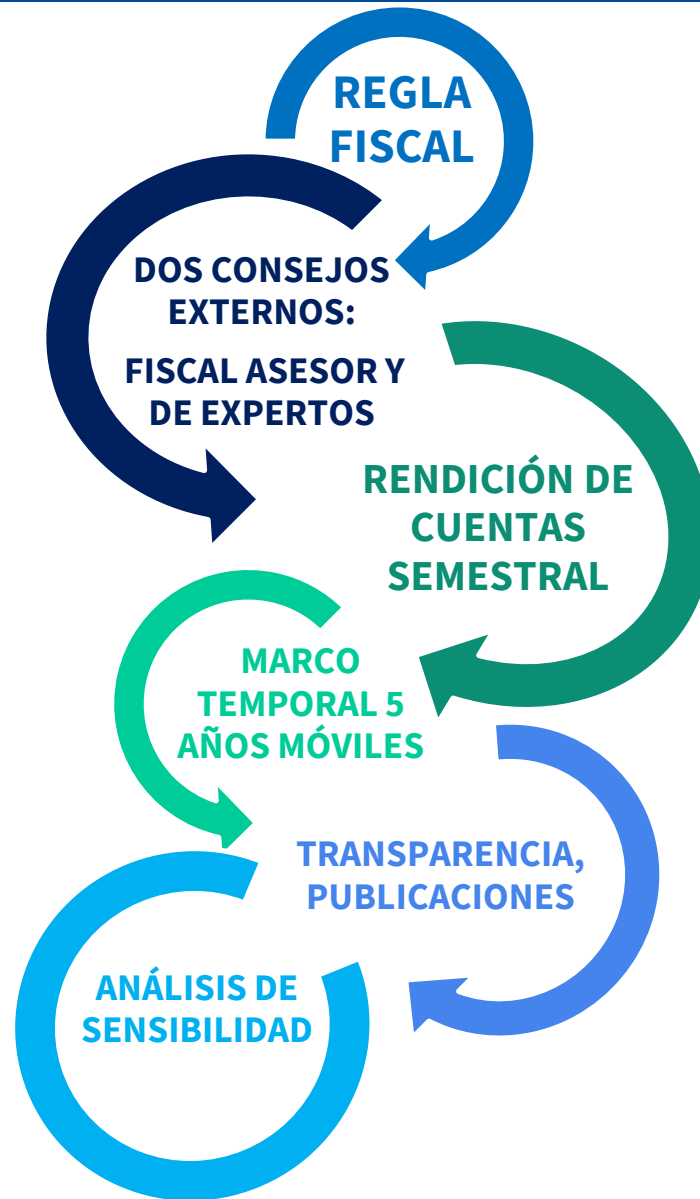 REGLA
FISCAL
DOS CONSEJOS
EXTERNOS:
FISCAL ASESOR Y
DE EXPERTOS
RENDICIÓN DE
CUENTAS
SEMESTRAL
MARCO
TEMPORAL 5
AÑOS MÓVILES
TRANSPARENCIA,
PUBLICACIONES
ANÁLISIS DE
SENSIBILIDAD